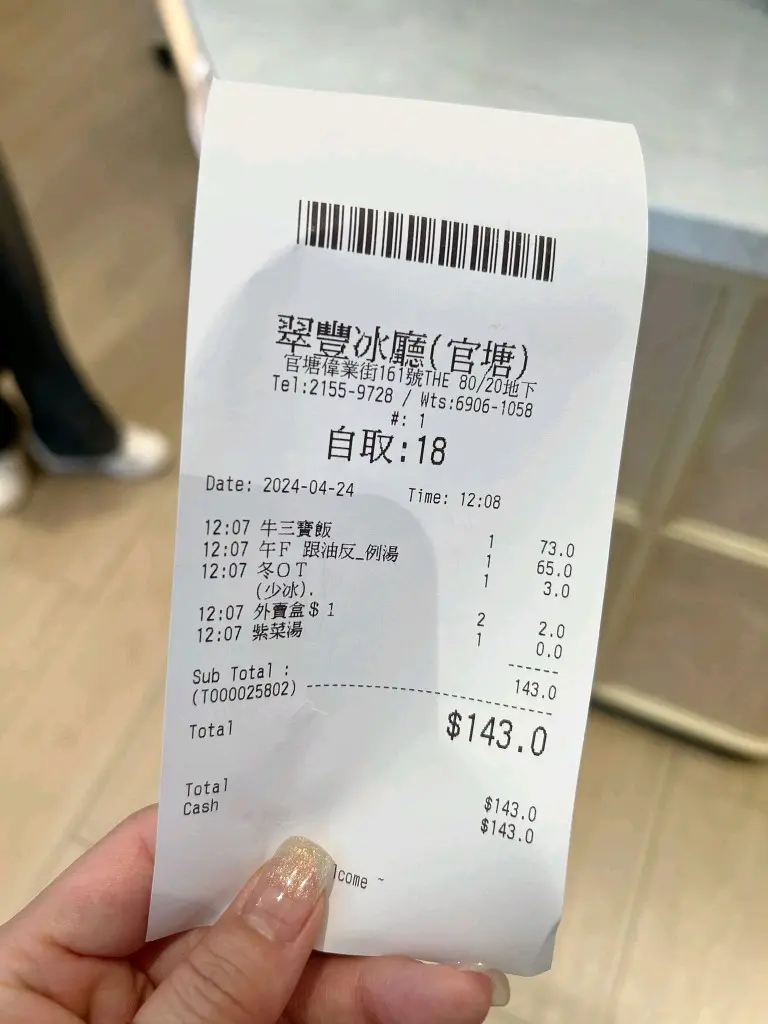 翠豐冰廳(官塘)
官塘偉業街161號THE 80/20地下
Tel:2155-9728 / Wts:6906-1058
#: 1
自取:18
Date: 2024-04-24 Time: 12:08
12:07 牛三寶飯 1 73.0
12:07 午F 跟油反_例湯 1 65.0
12:07 冬OT 1 3.0
(少冰).
12:07 外賣盒$1 2 2.0
12:07 紫菜湯 1 0.0
Sub Total : 143.0
(T000025802)
Total $143.0
Total $143.0
Cash $143.0
lcome ~